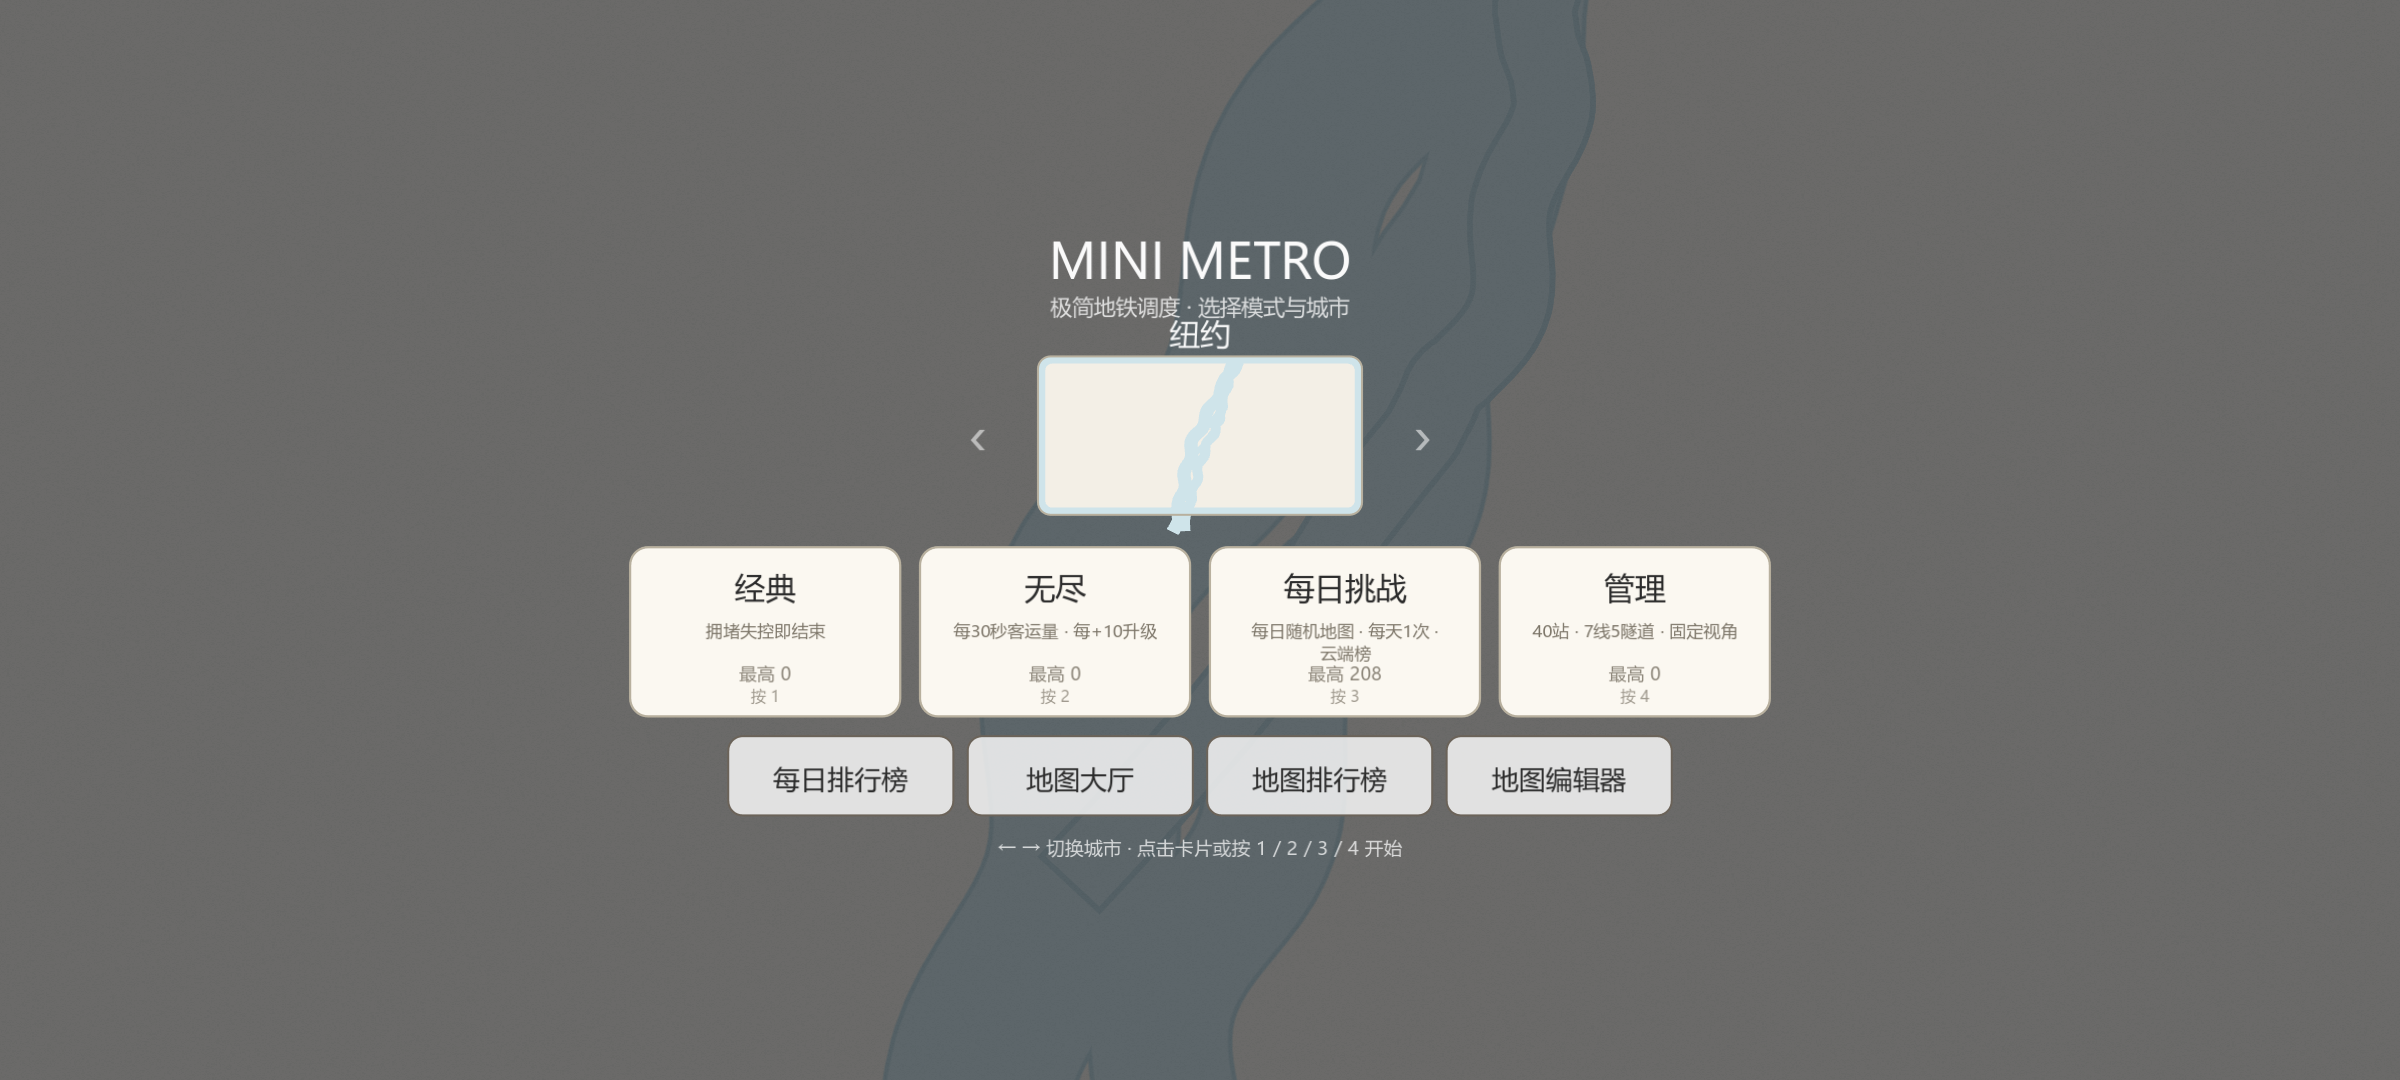 MINI METRO
极简地铁调度 · 选择模式与城市
纽约
‹ ›
经典
拥堵失控即结束
最高 0
按 1
无尽
每30秒客运量 · 每+10升级
最高 0
按 2
每日挑战
每日随机地图 · 每天1次 ·
云端榜
最高 208
按 3
管理
40站 · 7线5隧道 · 固定视角
最高 0
按 4
每日排行榜
地图大厅
地图排行榜
地图编辑器
← → 切换城市 · 点击卡片或按 1 / 2 / 3 / 4 开始